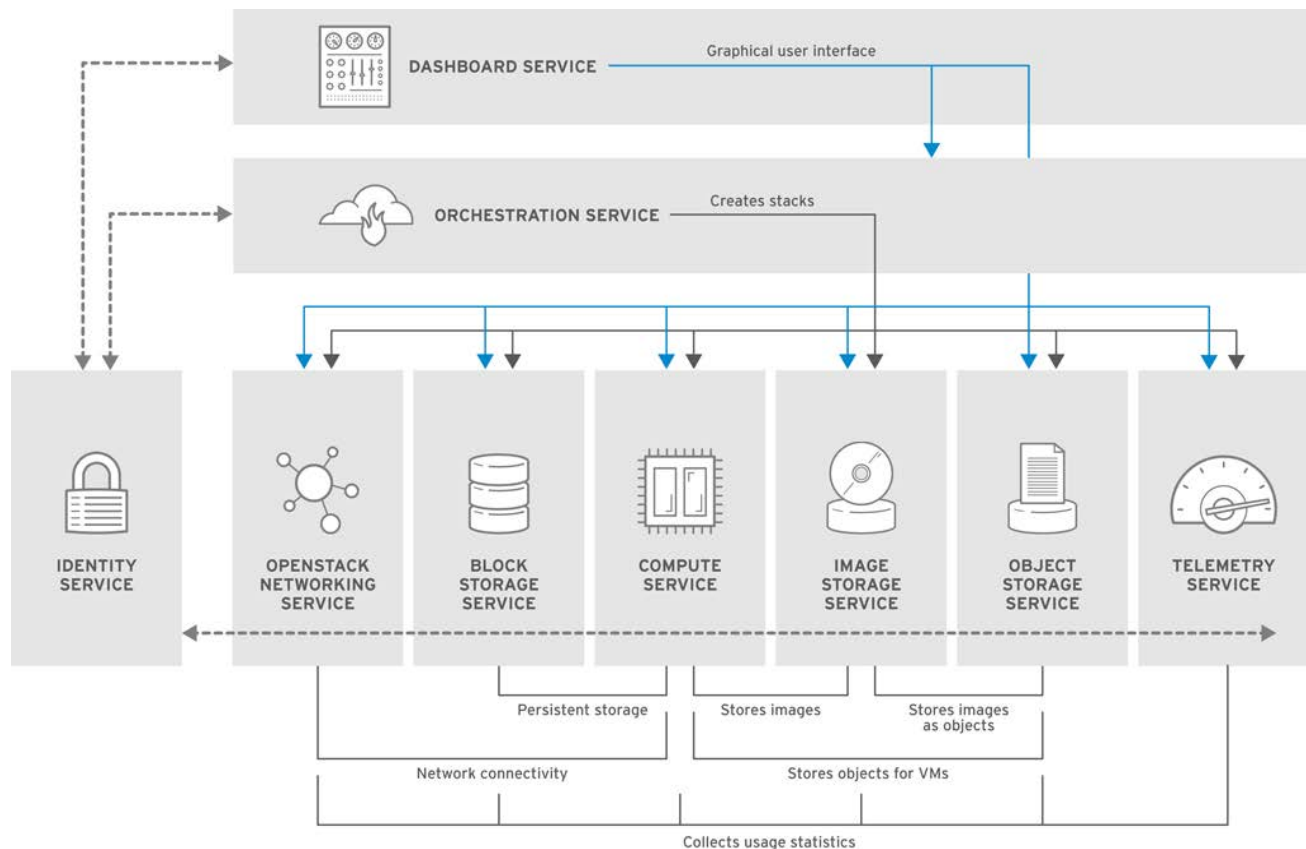 Graphical user interface
DASHBOARD SERVICE
Creates stacks
ORCHESTRATION SERVICE
IDENTITY
SERVICE
OPENSTACK
NETWORKING
SERVICE
BLOCK
STORAGE
SERVICE
COMPUTE
SERVICE
IMAGE
STORAGE
SERVICE
OBJECT
STORAGE
SERVICE
TELEMETRY
SERVICE
Persistent storage
Stores images
Stores images
as objects
Network connectivity
Stores objects for VMs
Collects usage statistics